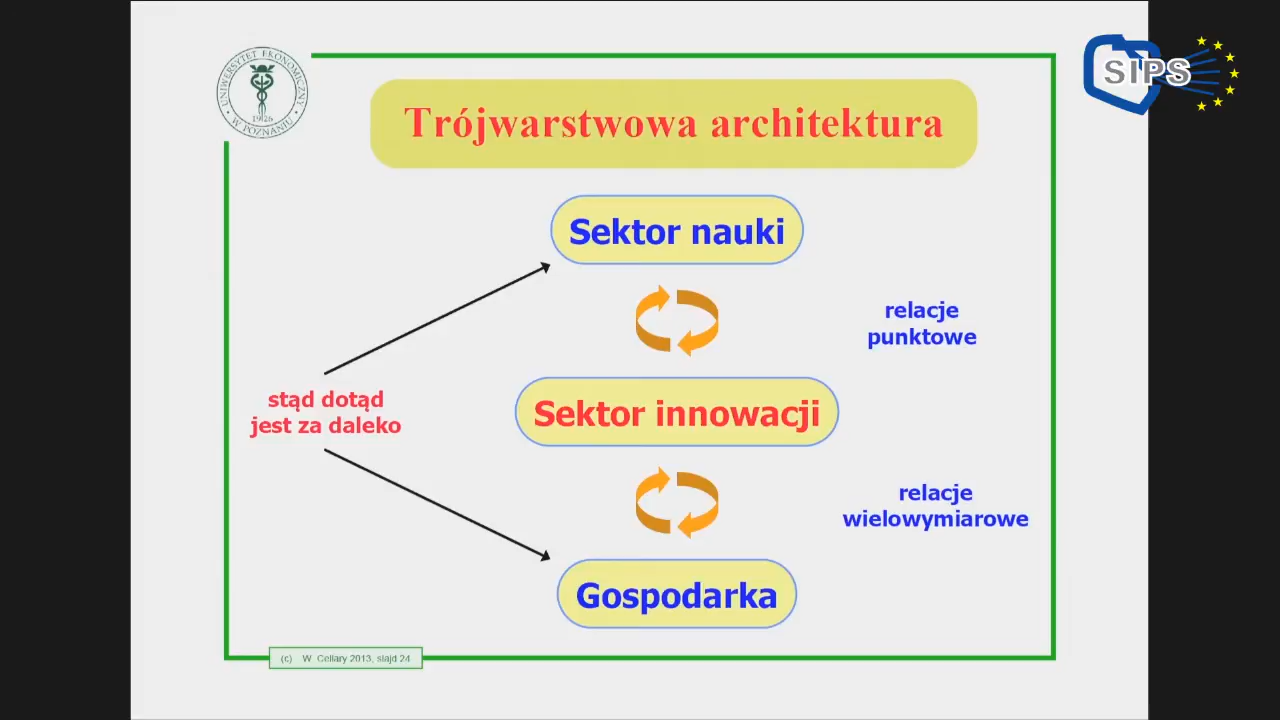 UNIWERSYTET EKONOMICZNY
W POZNANIU
1926
SIPS
Trójwarstwowa architektura
Sektor nauki
relacje
punktowe
stąd dotąd
jest za daleko
Sektor innowacji
relacje
wielowymiarowe
Gospodarka
(c) W. Cellary 2013, slajd 24